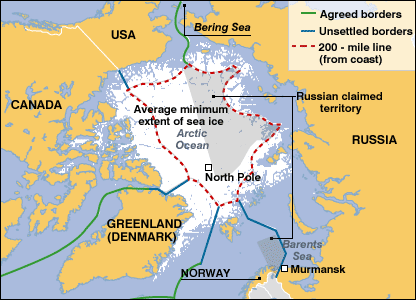 Agreed borders
Unsettled borders
200 - mile line
(from coast)
Bering Sea
USA
CANADA
Russian claimed
territory
Average minimum
extent of sea ice
Arctic
Ocean
RUSSIA
North Pole
GREENLAND
(DENMARK)
Barents
Sea
NORWAY
Murmansk